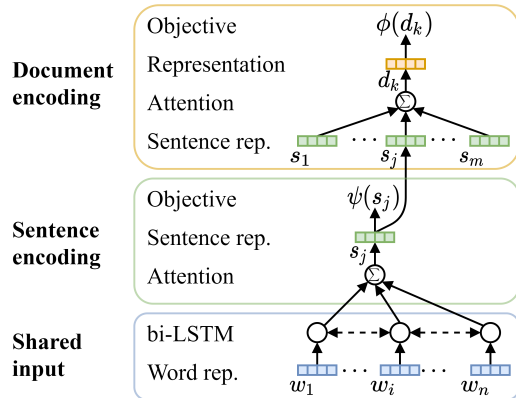 Objective ϕ(d_k)
Document encoding
Representation
d_k
Attention Σ
Sentence rep.
s_1 ··· s_j ··· s_m
Objective ψ(s_j)
Sentence encoding
Sentence rep.
s_j
Attention Σ
Shared input
bi-LSTM
Word rep.
w_1 ··· w_i ··· w_n